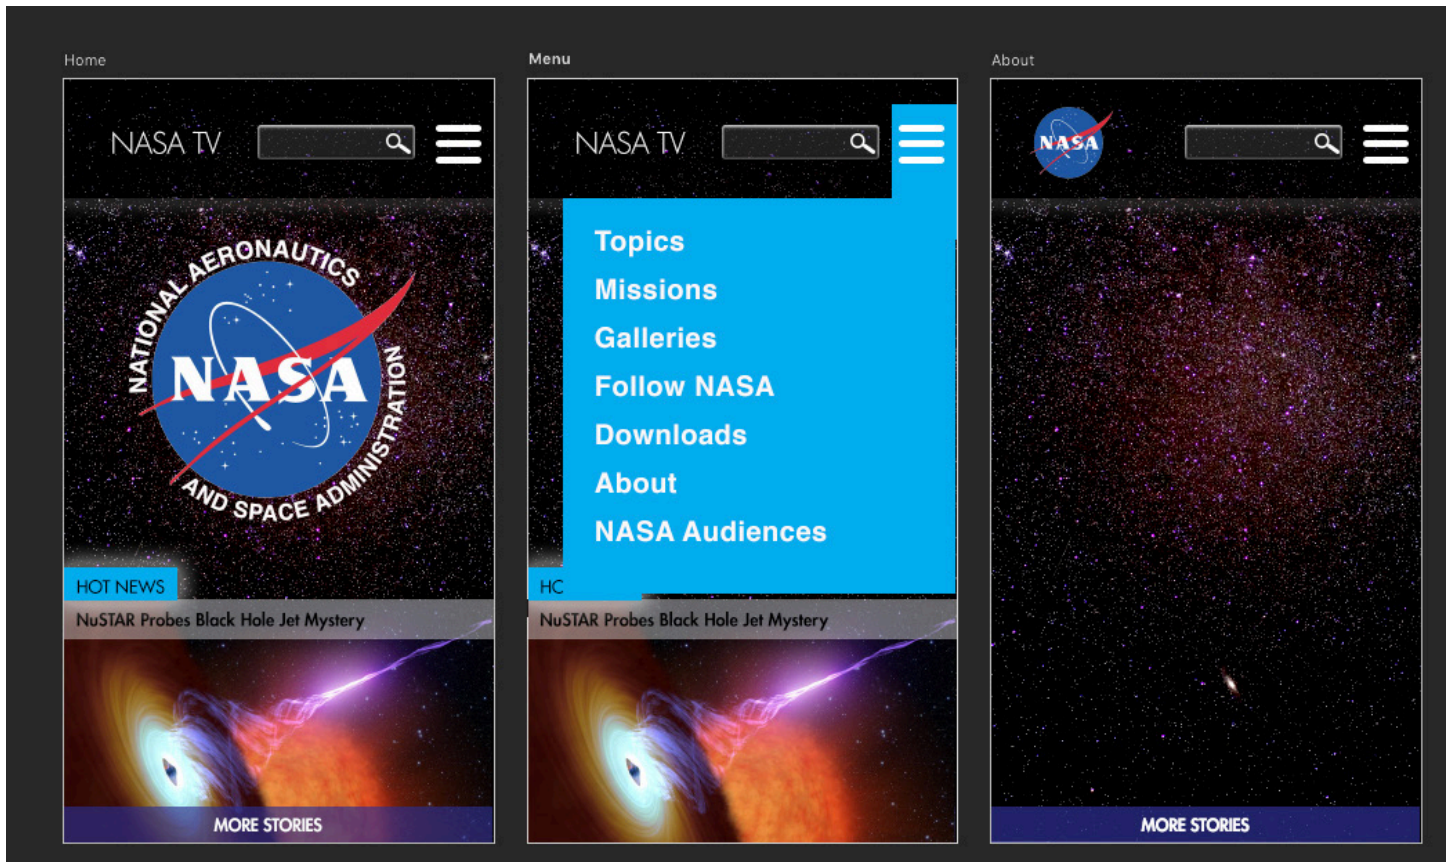 Home
NASA TV
NATIONAL AERONAUTICS
NASA
AND SPACE ADMINISTRATION
HOT NEWS
NuSTAR Probes Black Hole Jet Mystery
MORE STORIES
Menu
NASA TV
Topics
Missions
Galleries
Follow NASA
Downloads
About
NASA Audiences
HO
NuSTAR Probes Black Hole Jet Mystery
About
NASA
MORE STORIES